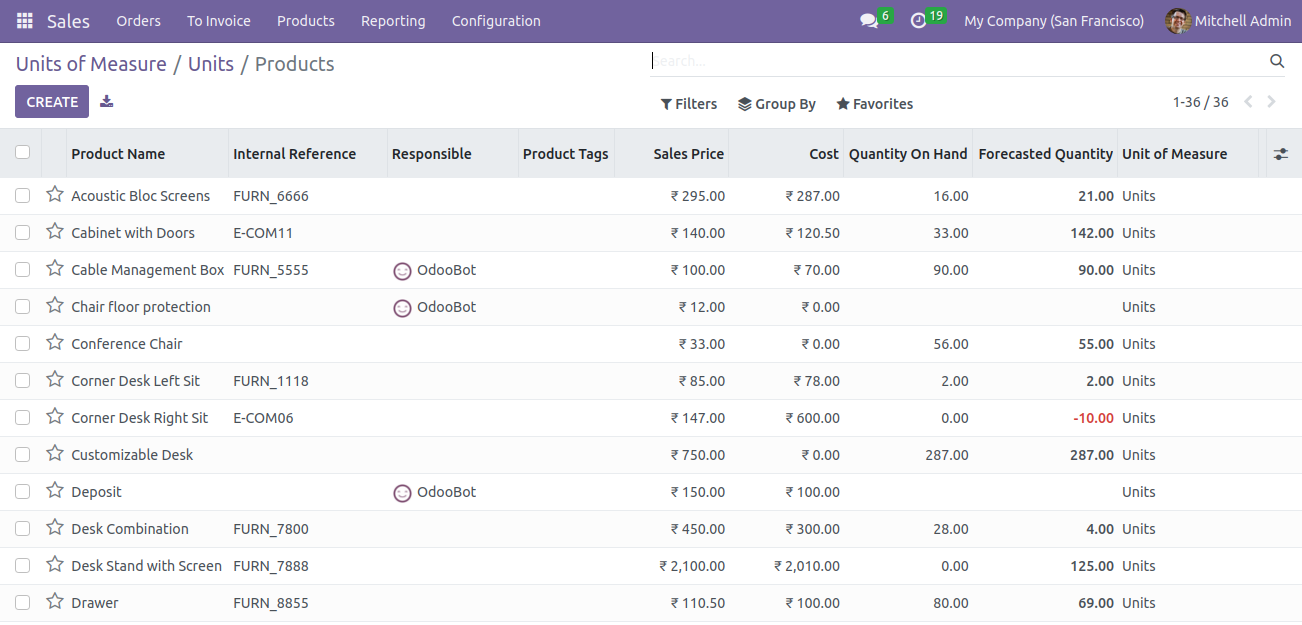 Sales Orders To Invoice Products Reporting Configuration 6 19 My Company (San Francisco) Mitchell Admin
Units of Measure / Units / Products Search...
CREATE Filters Group By Favorites 1-36 / 36
Product Name Internal Reference Responsible Product Tags Sales Price Cost Quantity On Hand Forecasted Quantity Unit of Measure
Acoustic Bloc Screens FURN_6666 ₹ 295.00 ₹ 287.00 16.00 21.00 Units
Cabinet with Doors E-COM11 ₹ 140.00 ₹ 120.50 33.00 142.00 Units
Cable Management Box FURN_5555 OdooBot ₹ 100.00 ₹ 70.00 90.00 90.00 Units
Chair floor protection OdooBot ₹ 12.00 ₹ 0.00 Units
Conference Chair ₹ 33.00 ₹ 0.00 56.00 55.00 Units
Corner Desk Left Sit FURN_1118 ₹ 85.00 ₹ 78.00 2.00 2.00 Units
Corner Desk Right Sit E-COM06 ₹ 147.00 ₹ 600.00 0.00 -10.00 Units
Customizable Desk ₹ 750.00 ₹ 0.00 287.00 287.00 Units
Deposit OdooBot ₹ 150.00 ₹ 100.00 Units
Desk Combination FURN_7800 ₹ 450.00 ₹ 300.00 28.00 4.00 Units
Desk Stand with Screen FURN_7888 ₹ 2,100.00 ₹ 2,010.00 0.00 125.00 Units
Drawer FURN_8855 ₹ 110.50 ₹ 100.00 80.00 69.00 Units